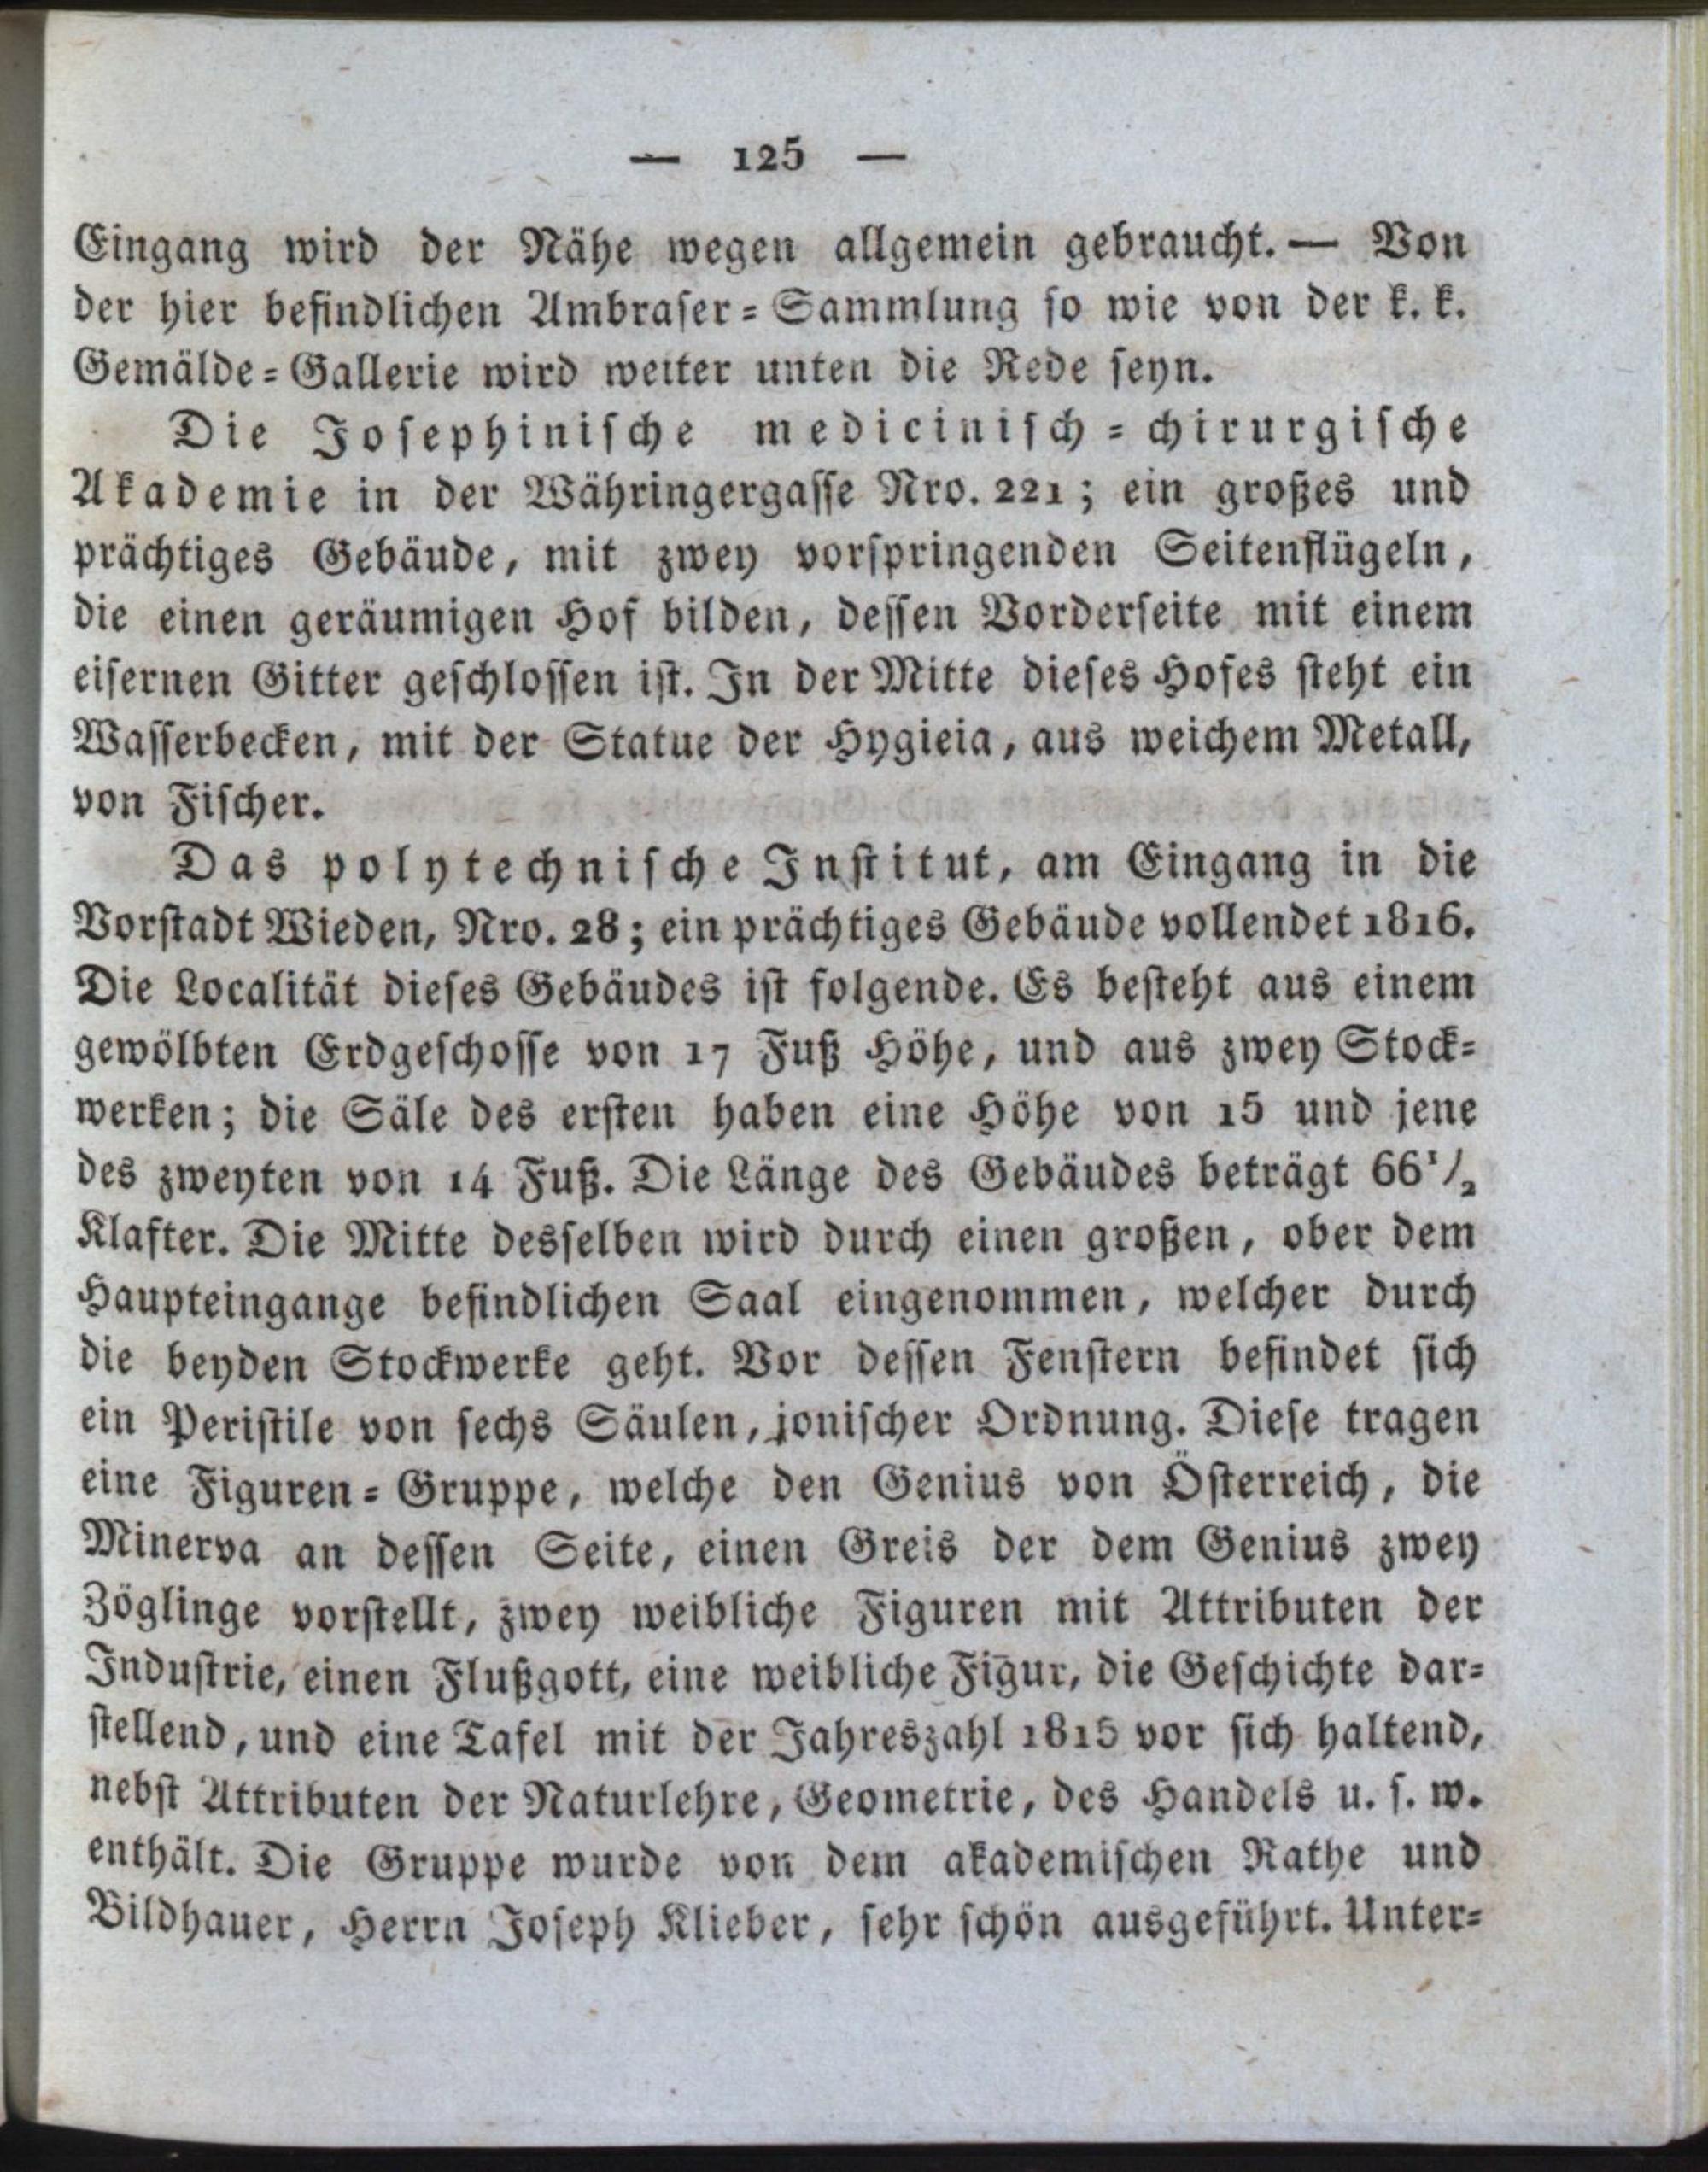 — 125 —
Eingang wird der Nähe wegen allgemein gebraucht. — Von
der hier befindlichen Ambraser-Sammlung so wie von der k. k.
Gemälde-Gallerie wird weiter unten die Rede seyn.
Die Josephinische medicinisch-chirurgische
Akademie in der Währingergasse Nro. 221; ein großes und
prächtiges Gebäude, mit zwey vorspringenden Seitenflügeln,
die einen geräumigen Hof bilden, dessen Vorderseite mit einem
eisernen Gitter geschlossen ist. In der Mitte dieses Hofes steht ein
Wasserbecken, mit der Statue der Hygieia, aus weichem Metall,
von Fischer.
Das polytechnische Institut, am Eingang in die
Vorstadt Wieden, Nro. 28; ein prächtiges Gebäude vollendet 1816.
Die Localität dieses Gebäudes ist folgende. Es besteht aus einem
gewölbten Erdgeschosse von 17 Fuß Höhe, und aus zwey Stock-
werken; die Säle des ersten haben eine Höhe von 15 und jene
des zweyten von 14 Fuß. Die Länge des Gebäudes beträgt 66 1/2
Klafter. Die Mitte desselben wird durch einen großen, ober dem
Haupteingange befindlichen Saal eingenommen, welcher durch
die beyden Stockwerke geht. Vor dessen Fenstern befindet sich
ein Peristile von sechs Säulen, jonischer Ordnung. Diese tragen
eine Figuren-Gruppe, welche den Genius von Österreich, die
Minerva an dessen Seite, einen Greis der dem Genius zwey
Zöglinge vorstellt, zwey weibliche Figuren mit Attributen der
Industrie, einen Flußgott, eine weibliche Figur, die Geschichte dar-
stellend, und eine Tafel mit der Jahreszahl 1815 vor sich haltend,
nebst Attributen der Naturlehre, Geometrie, des Handels u. s. w.
enthält. Die Gruppe wurde von dem akademischen Rathe und
Bildhauer, Herrn Joseph Klieber, sehr schön ausgeführt. Unter-